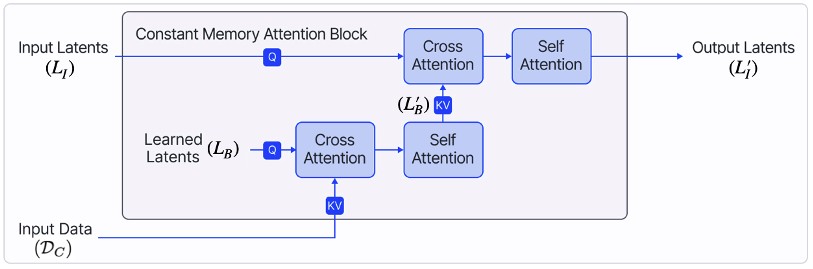 Constant Memory Attention Block
Input Latents
(L_I)
Q
Cross
Attention
Self
Attention
Output Latents
(L'_I)
(L'_B)
KV
Learned
Latents (L_B)
Q
Cross
Attention
Self
Attention
KV
Input Data
(𝒟_C)